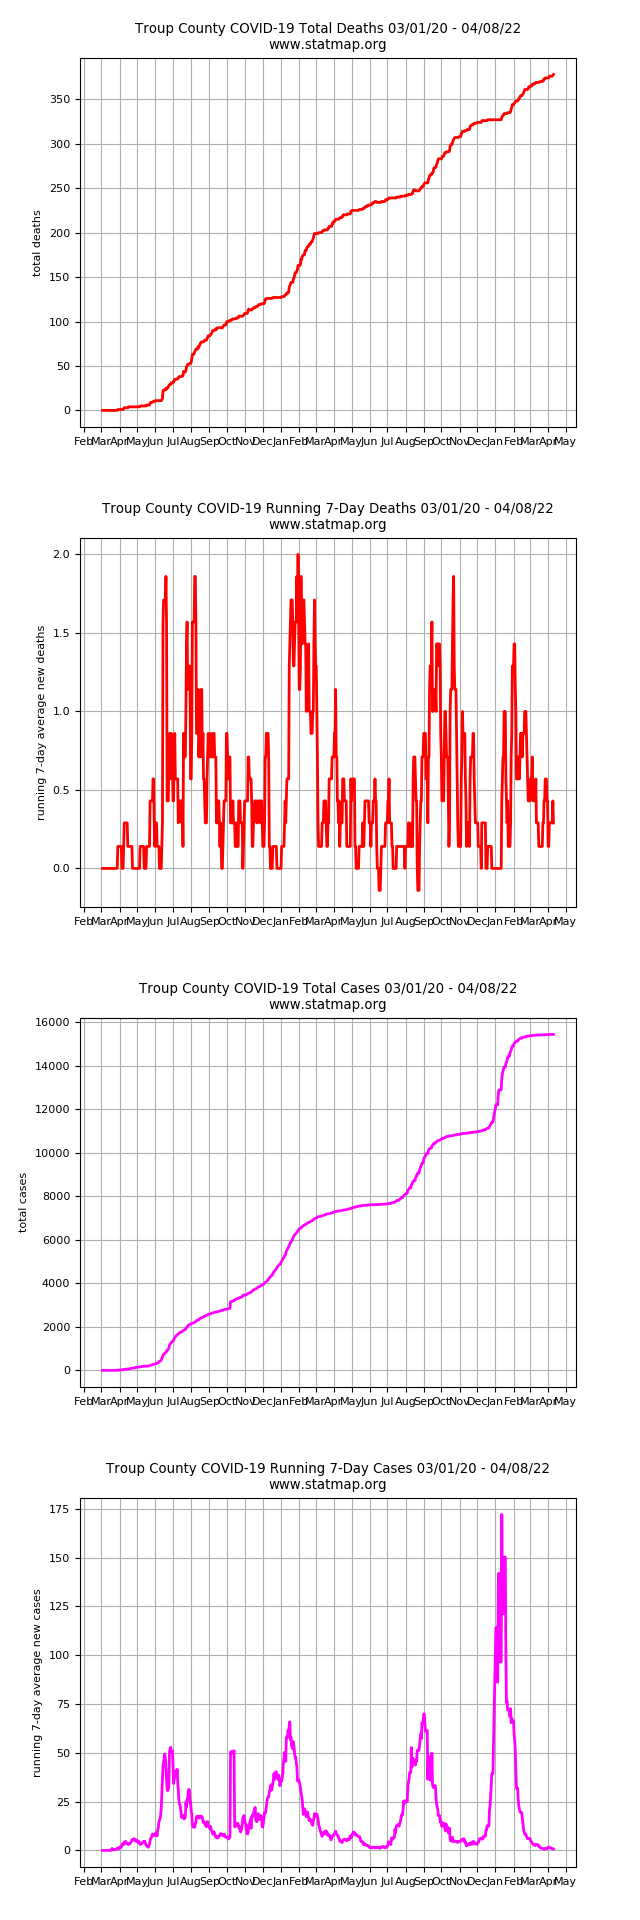 Troup County COVID-19 Total Deaths 03/01/20 - 04/08/22
www.statmap.org
total deaths
350
300
250
200
150
100
50
0
Feb Mar Apr May Jun Jul Aug Sep Oct Nov Dec Jan Feb Mar Apr May Jun Jul Aug Sep Oct Nov Dec Jan Feb Mar Apr May
Troup County COVID-19 Running 7-Day Deaths 03/01/20 - 04/08/22
www.statmap.org
running 7-day average new deaths
2.0
1.5
1.0
0.5
0.0
Feb Mar Apr May Jun Jul Aug Sep Oct Nov Dec Jan Feb Mar Apr May Jun Jul Aug Sep Oct Nov Dec Jan Feb Mar Apr May
Troup County COVID-19 Total Cases 03/01/20 - 04/08/22
www.statmap.org
total cases
16000
14000
12000
10000
8000
6000
4000
2000
0
Feb Mar Apr May Jun Jul Aug Sep Oct Nov Dec Jan Feb Mar Apr May Jun Jul Aug Sep Oct Nov Dec Jan Feb Mar Apr May
Troup County COVID-19 Running 7-Day Cases 03/01/20 - 04/08/22
www.statmap.org
running 7-day average new cases
175
150
125
100
75
50
25
0
Feb Mar Apr May Jun Jul Aug Sep Oct Nov Dec Jan Feb Mar Apr May Jun Jul Aug Sep Oct Nov Dec Jan Feb Mar Apr May